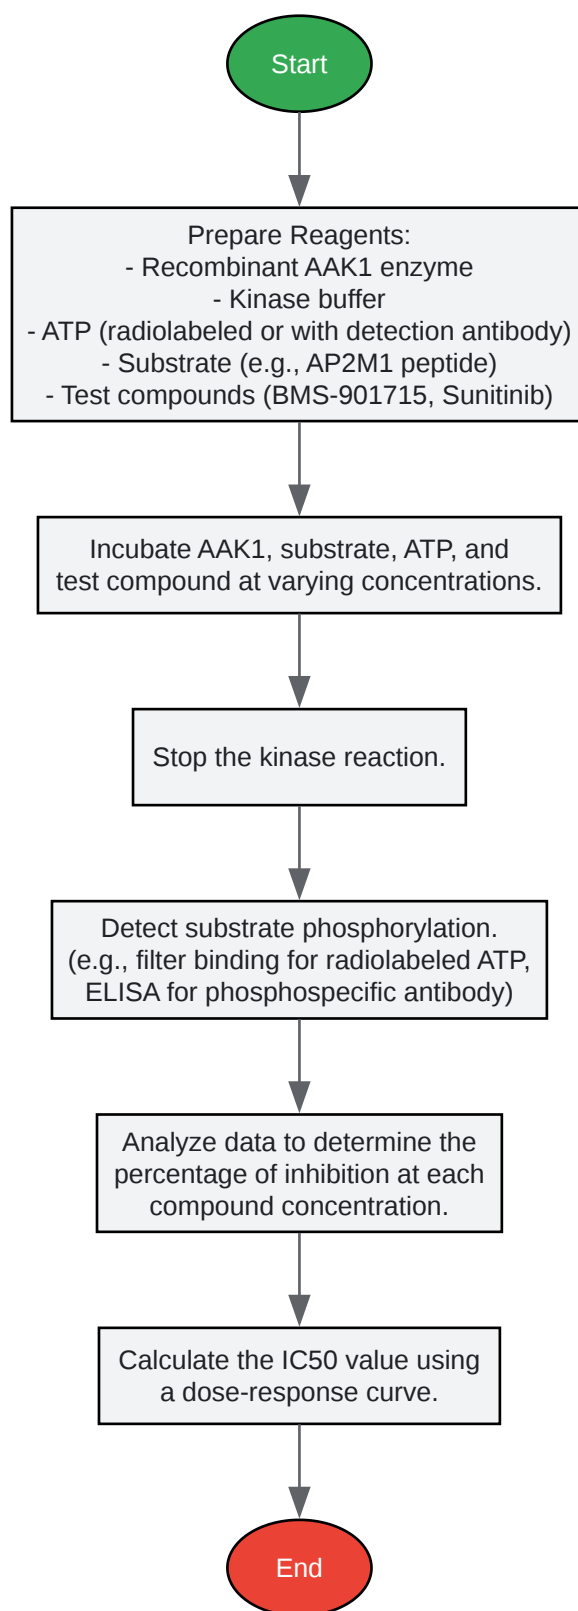 Start
Prepare Reagents:
- Recombinant AAK1 enzyme
- Kinase buffer
- ATP (radiolabeled or with detection antibody)
- Substrate (e.g., AP2M1 peptide)
- Test compounds (BMS-901715, Sunitinib)
Incubate AAK1, substrate, ATP, and
test compound at varying concentrations.
Stop the kinase reaction.
Detect substrate phosphorylation.
(e.g., filter binding for radiolabeled ATP,
ELISA for phosphospecific antibody)
Analyze data to determine the
percentage of inhibition at each
compound concentration.
Calculate the IC50 value using
a dose-response curve.
End